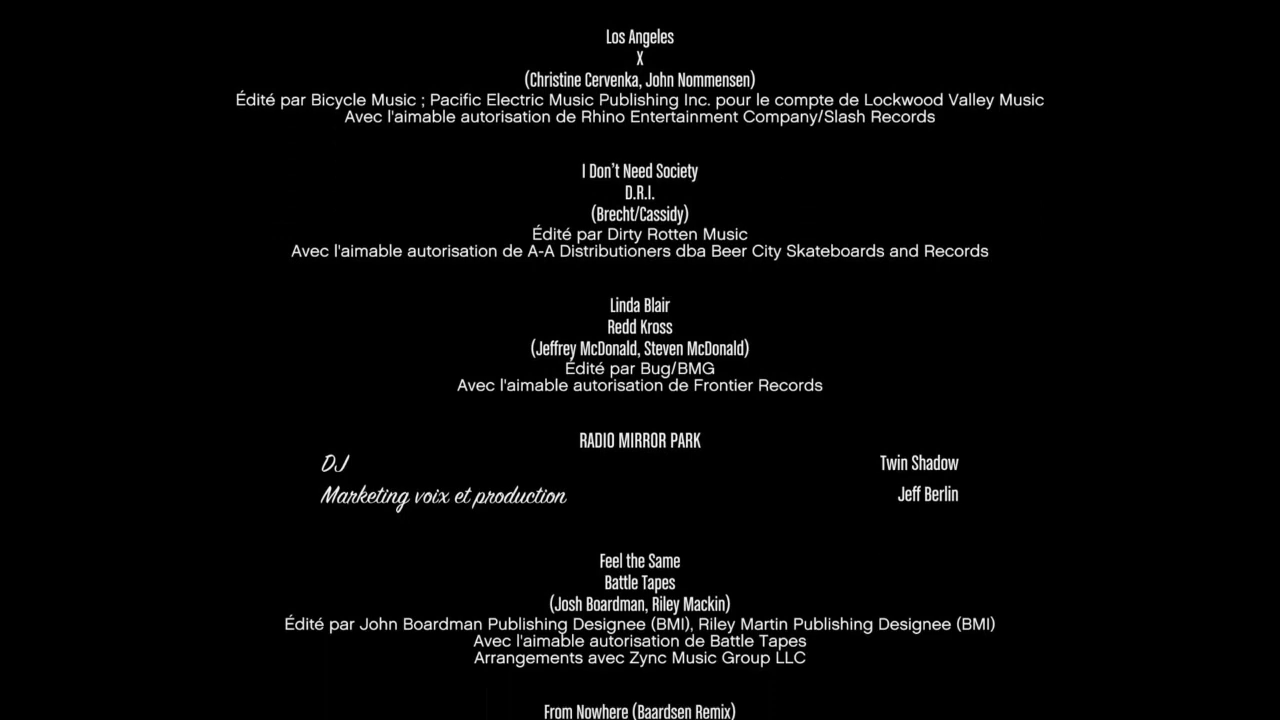 Los Angeles
X
(Christine Cervenka, John Nommensen)
Édité par Bicycle Music ; Pacific Electric Music Publishing Inc. pour le compte de Lockwood Valley Music
Avec l'aimable autorisation de Rhino Entertainment Company/Slash Records
I Don’t Need Society
D.R.I.
(Brecht/Cassidy)
Édité par Dirty Rotten Music
Avec l'aimable autorisation de A-A Distributioners dba Beer City Skateboards and Records
Linda Blair
Redd Kross
(Jeffrey McDonald, Steven McDonald)
Édité par Bug/BMG
Avec l'aimable autorisation de Frontier Records
RADIO MIRROR PARK
DJ Twin Shadow
Marketing voix et production Jeff Berlin
Feel the Same
Battle Tapes
(Josh Boardman, Riley Mackin)
Édité par John Boardman Publishing Designee (BMI), Riley Martin Publishing Designee (BMI)
Avec l'aimable autorisation de Battle Tapes
Arrangements avec Zync Music Group LLC
From Nowhere (Baardsen Remix)